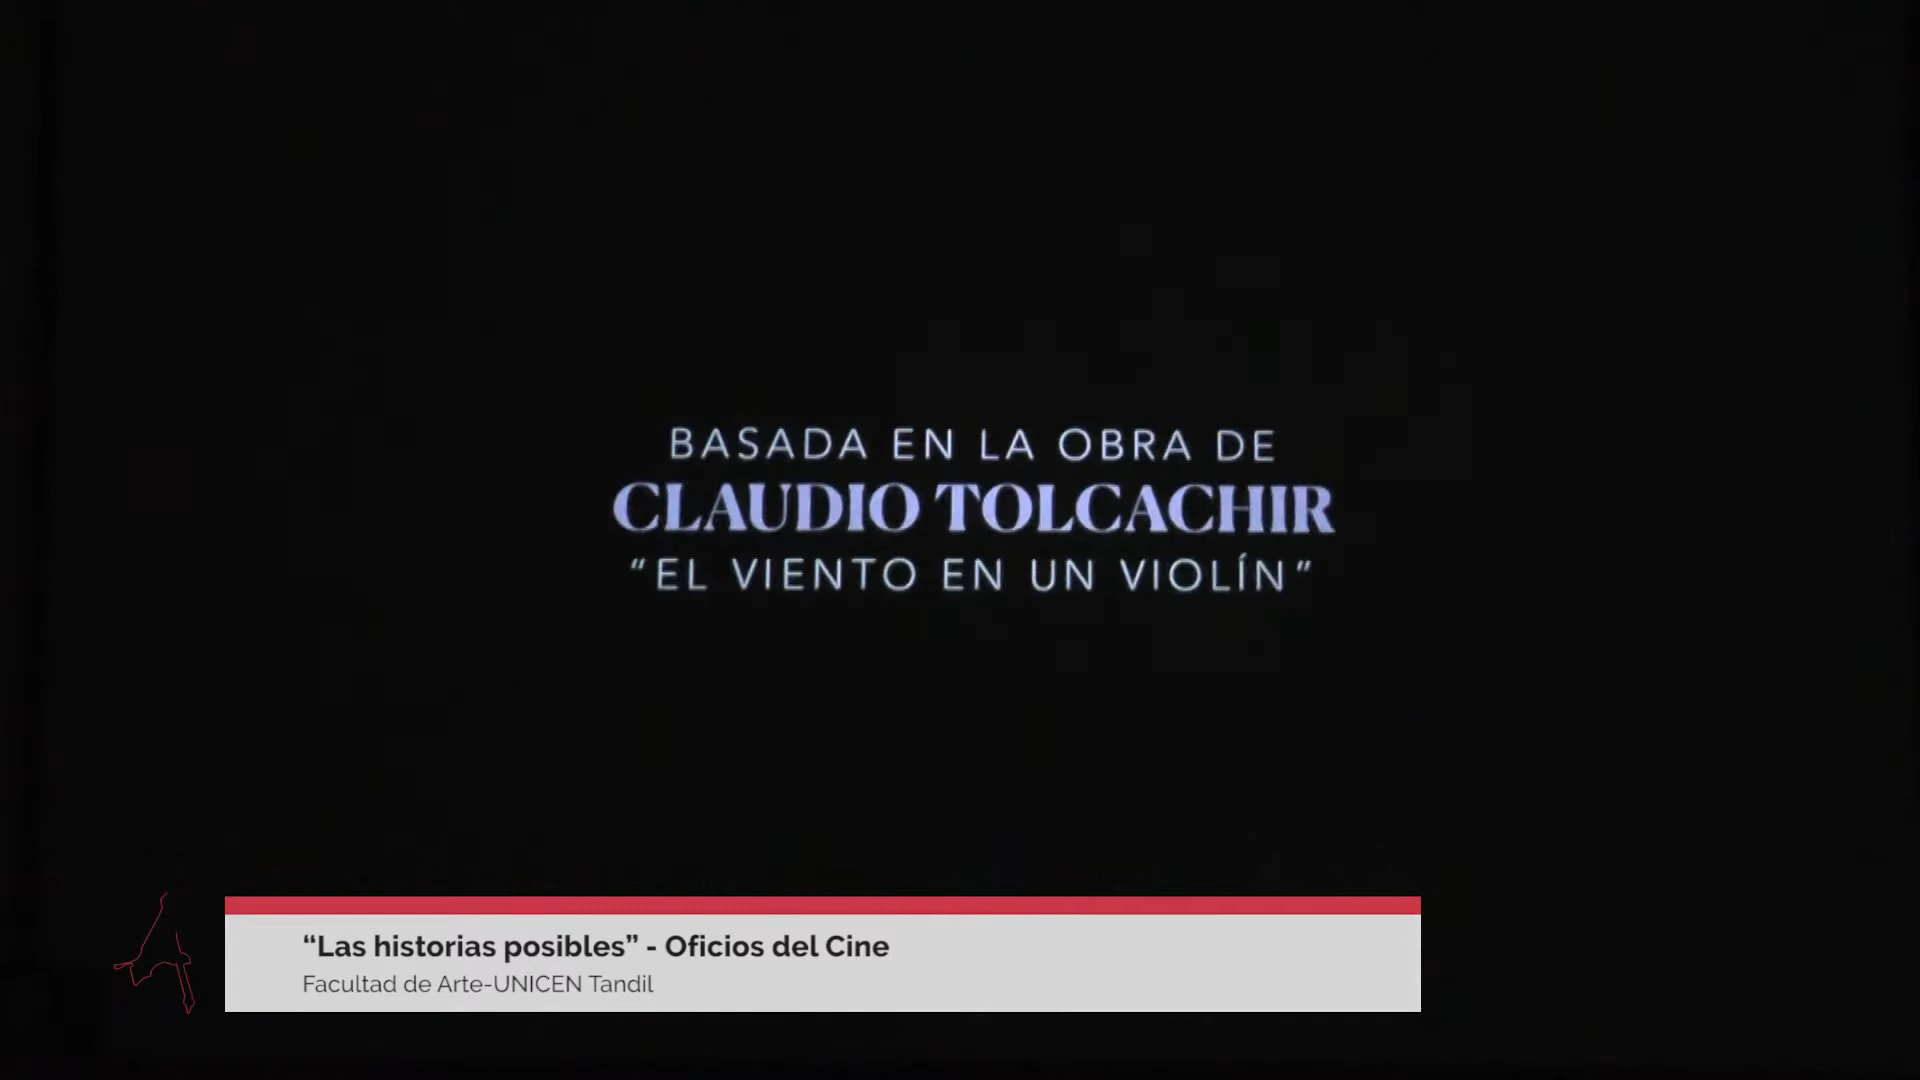 BASADA EN LA OBRA DE
CLAUDIO TOLCACHIR
“EL VIENTO EN UN VIOLÍN”
“Las historias posibles” - Oficios del Cine
Facultad de Arte-UNICEN Tandil